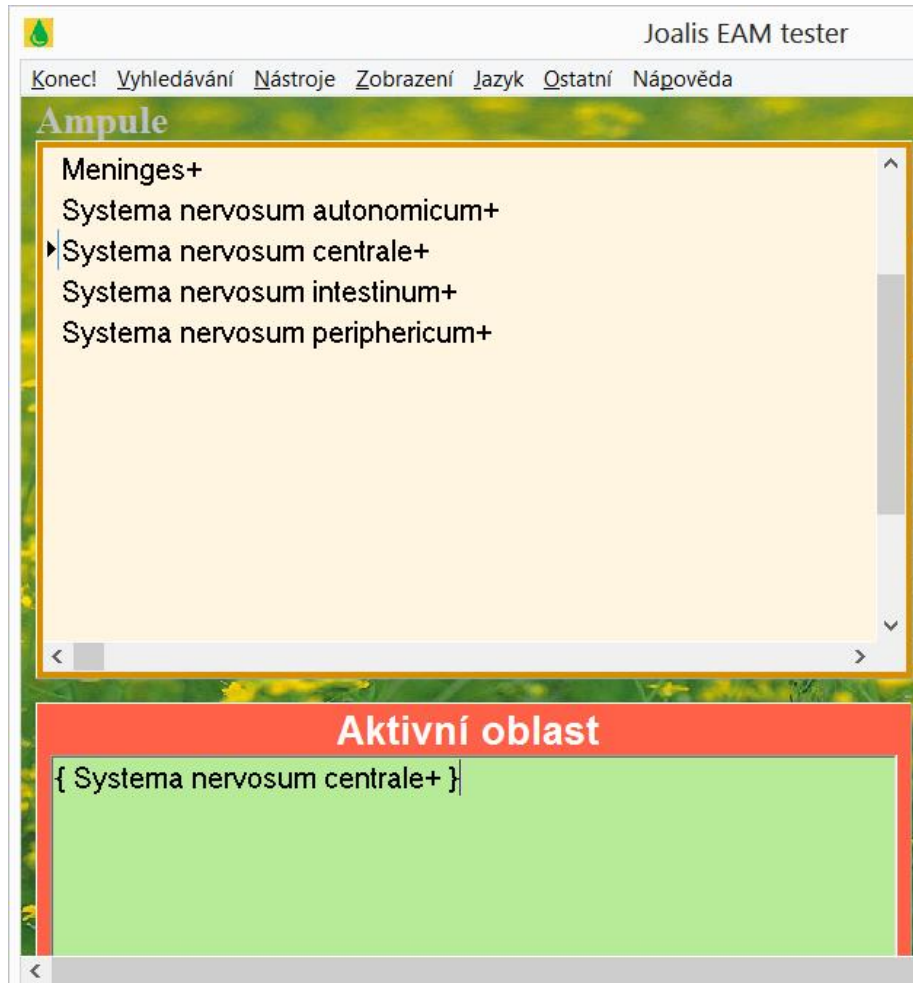 Joalis EAM tester
Konec! Vyhledávání Nástroje Zobrazení Jazyk Ostatní Nápověda
Ampule
Meninges+
Systema nervosum autonomicum+
Systema nervosum centrale+
Systema nervosum intestinum+
Systema nervosum periphericum+
Aktivní oblast
{ Systema nervosum centrale+ }